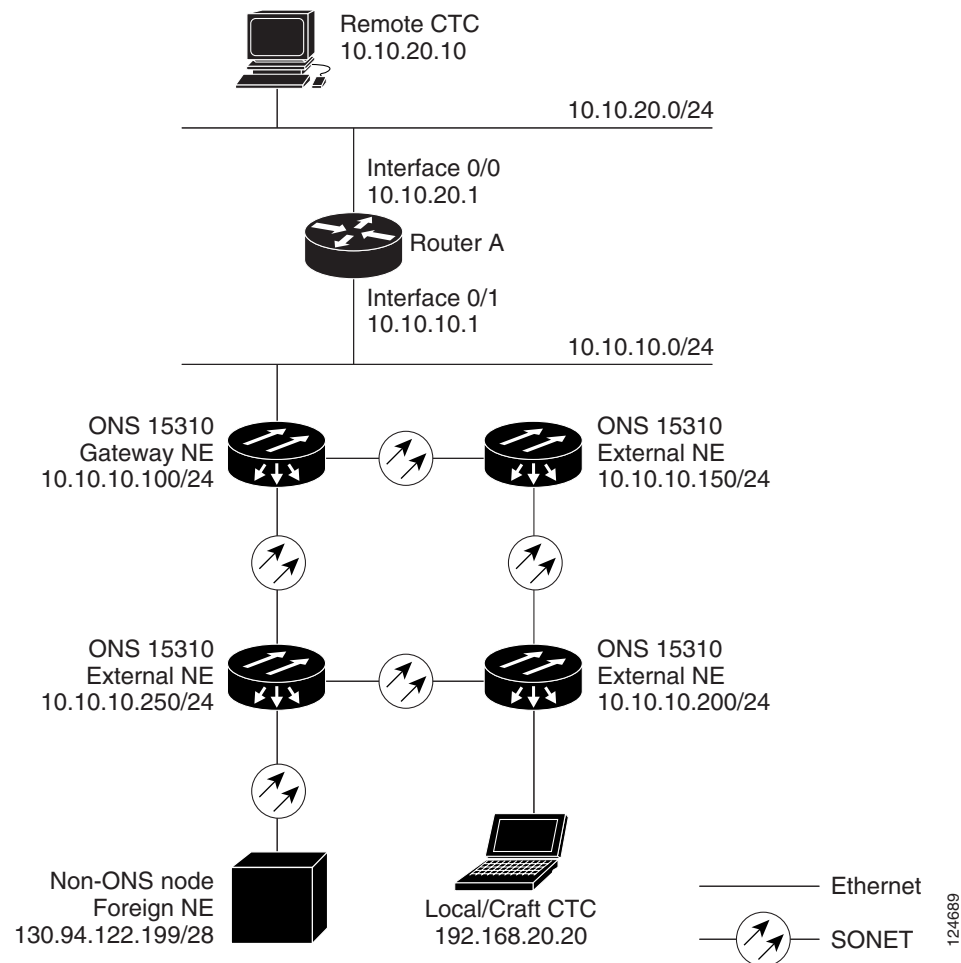 Remote CTC
10.10.20.10
10.10.20.0/24
Interface 0/0
10.10.20.1
Router A
Interface 0/1
10.10.10.1
10.10.10.0/24
ONS 15310
Gateway NE
10.10.10.100/24
ONS 15310
External NE
10.10.10.150/24
ONS 15310
External NE
10.10.10.250/24
ONS 15310
External NE
10.10.10.200/24
Non-ONS node
Foreign NE
130.94.122.199/28
Local/Craft CTC
192.168.20.20
Ethernet
SONET
124689